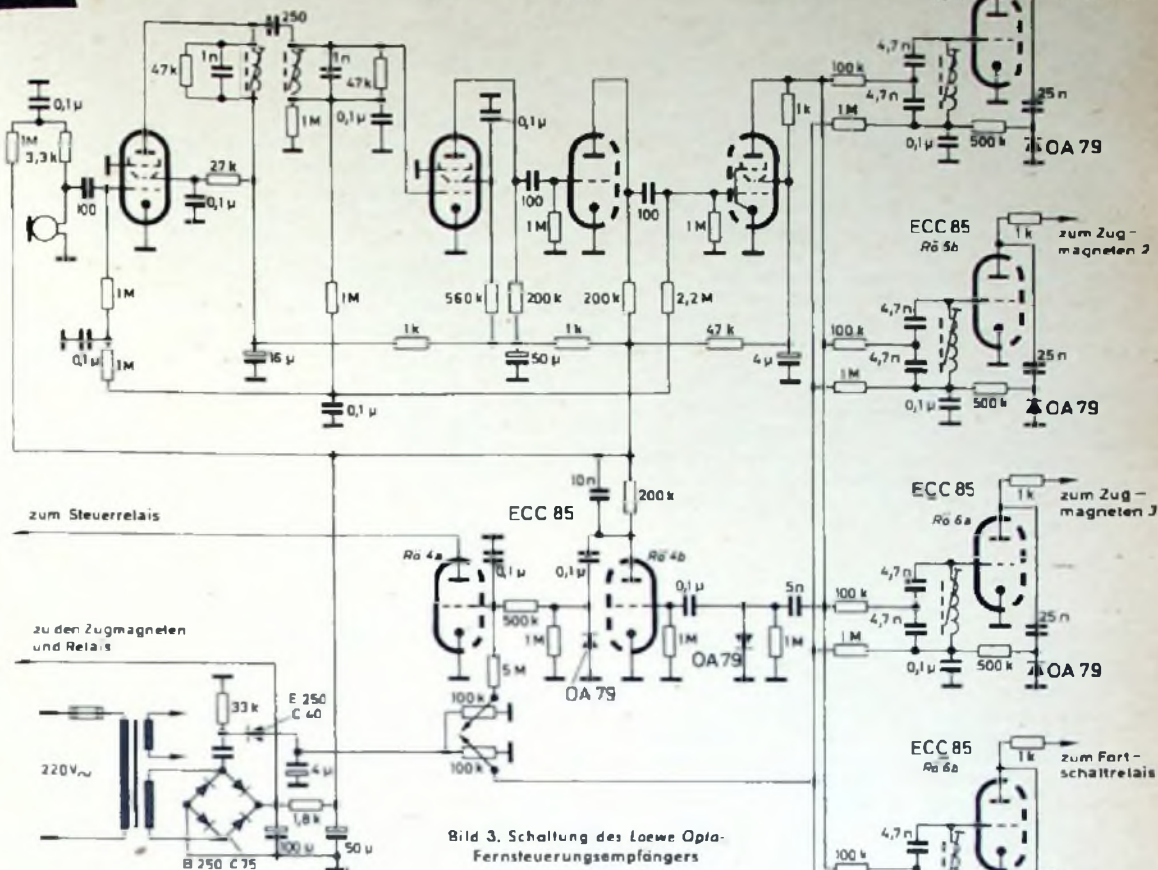 250
1n
1n
4,7n
100k
47k
47k
4,7n
25n
0,1µ
1M
0,1µ
0,1µ
1k
1M
1M
3,3k
0,1µ
500k
OA 79
27k
100
0,1µ
100
100
1M
1M
ECC 85
Rö 5b
1k
zum Zug-
magneten 2
1M
1M
560k
200k
200k
2,2M
4,7n
1k
1k
47k
100k
4,7n
25n
0,1µ
1M
16µ
50µ
4µ
1M
0,1µ
0,1µ
500k
OA 79
10n
200k
ECC 85
Rö 6a
1k
zum Zug-
magneten 3
zum Steuerrelais
ECC 85
Rö 4a
0,1µ
0,1µ
Rö 4b
0,1µ
5n
4,7n
100k
4,7n
25n
500k
1M
1M
1M
1M
OA 79
OA 79
0,1µ
500k
OA 79
5M
zu den Zugmagneten
und Relais
33k
E 250
C 40
100k
100k
ECC 85
Rö 6b
1k
zum Fort-
schaltrelais
220V~
4µ
1,8k
100µ
50µ
B 250 C 75
4,7n
100k
Bild 3. Schaltung des Loewe Opta-
Fernsteuerungsempfängers